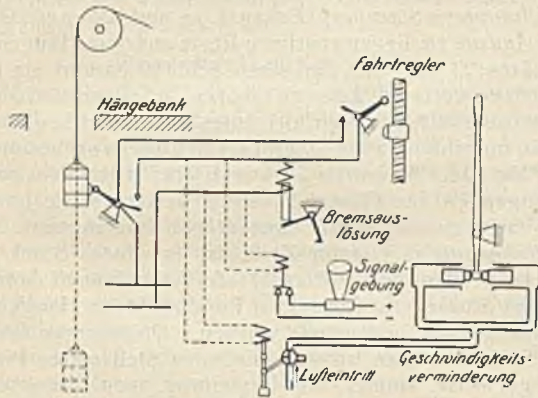 Fahrtregler
Hängebank
Bremsaus-
lösung
Signal-
gebung
Geschwindigkeits-
verminderung
Lufteintritt